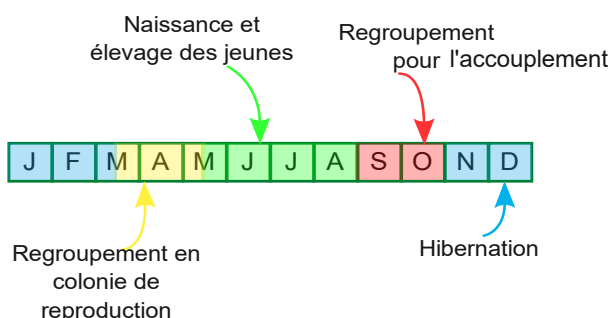 Naissance et
élevage des jeunes
Regroupement
pour l'accouplement
J F M A M J J A S O N D
Regroupement en
colonie de
reproduction
Hibernation